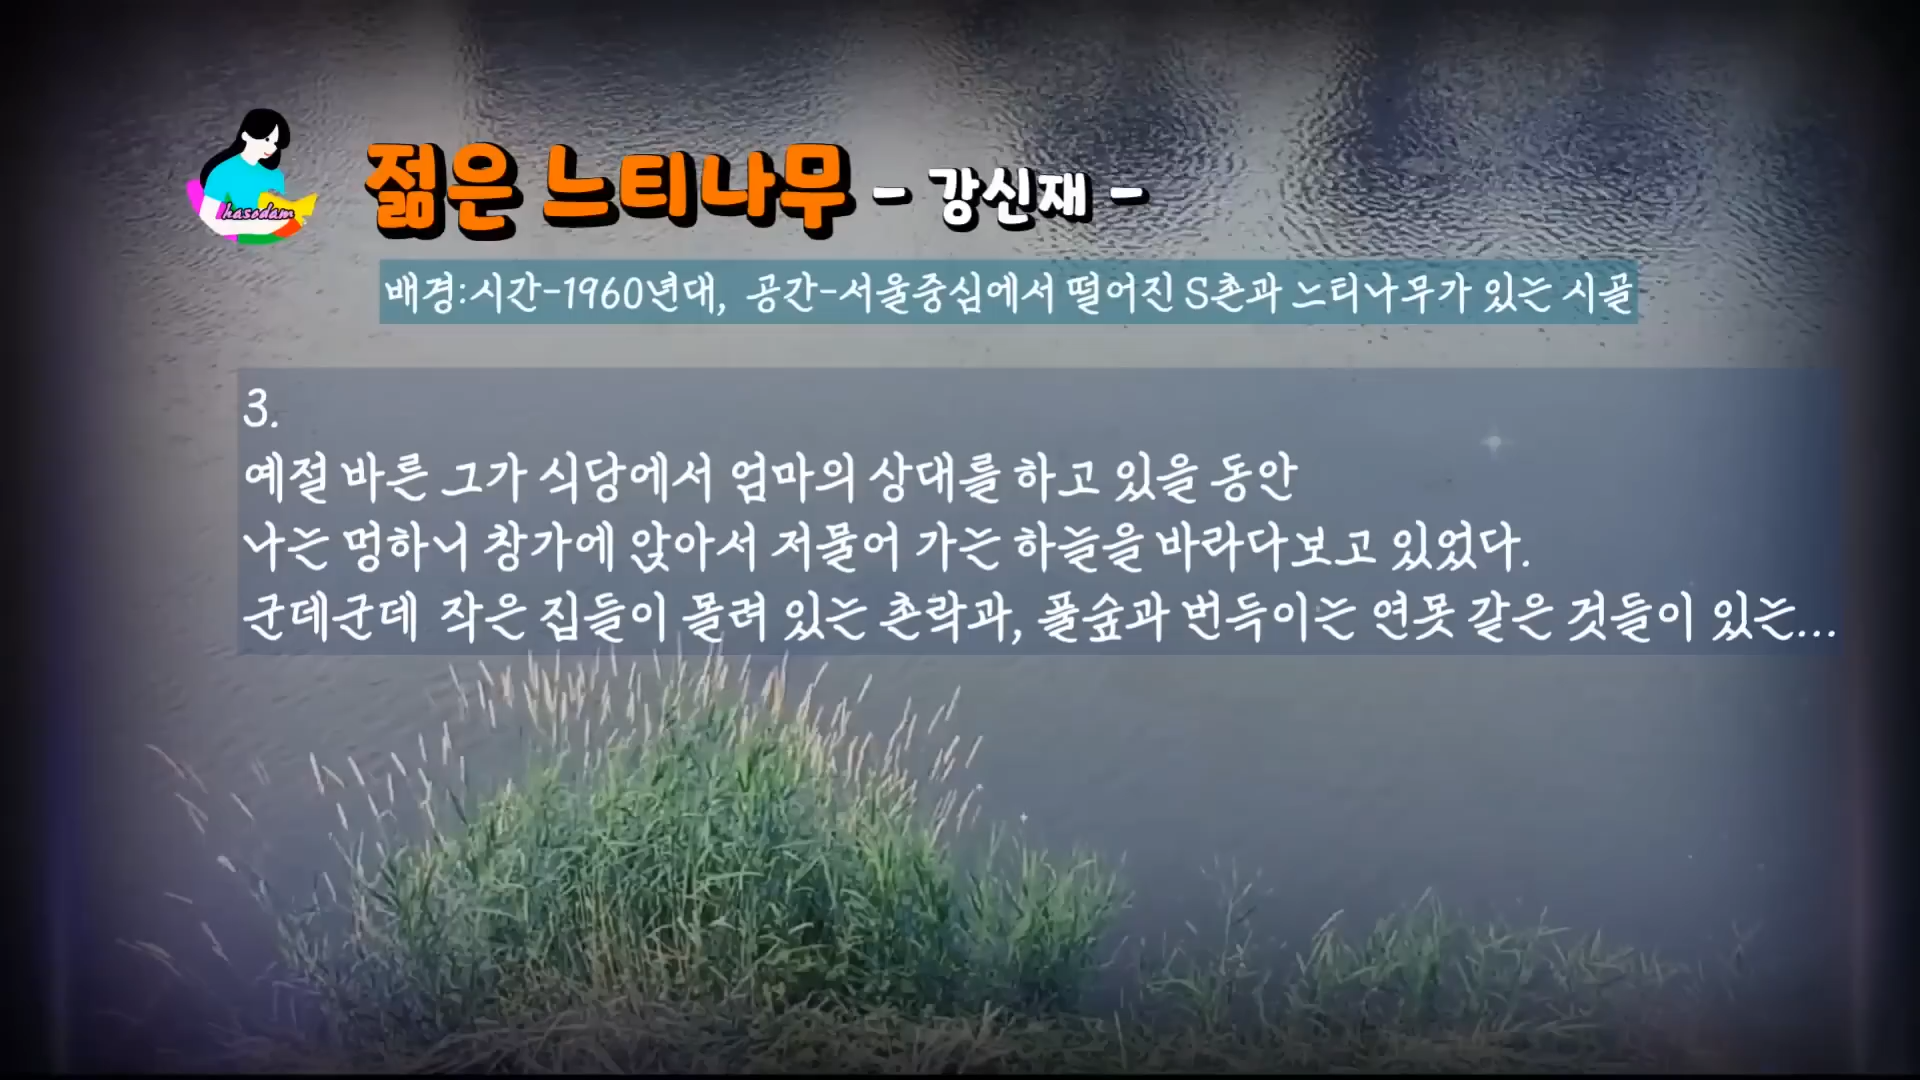 hasodam
젊은 느티나무 - 강신재 -
배경:시간-1960년대, 공간-서울중심에서 떨어진 S촌과 느티나무가 있는 시골
3.
예절 바른 그가 식당에서 엄마의 상대를 하고 있을 동안
나는 멍하니 창가에 앉아서 저물어 가는 하늘을 바라다보고 있었다.
군데군데 작은 집들이 몰려 있는 촌락과, 풀숲과 번득이는 연못 같은 것들이 있는...